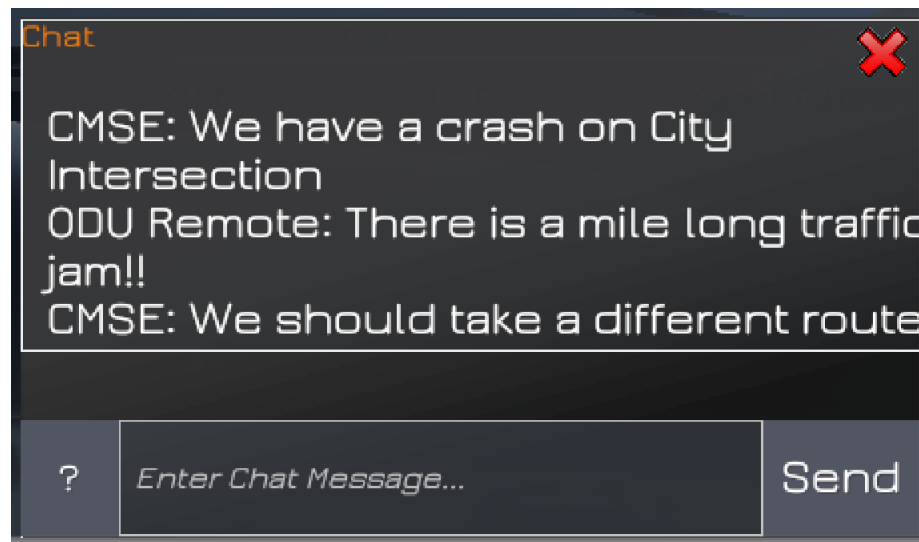 Chat
CMSE: We have a crash on City
Intersection
ODU Remote: There is a mile long traffic
jam!!
CMSE: We should take a different route
?
Enter Chat Message...
Send